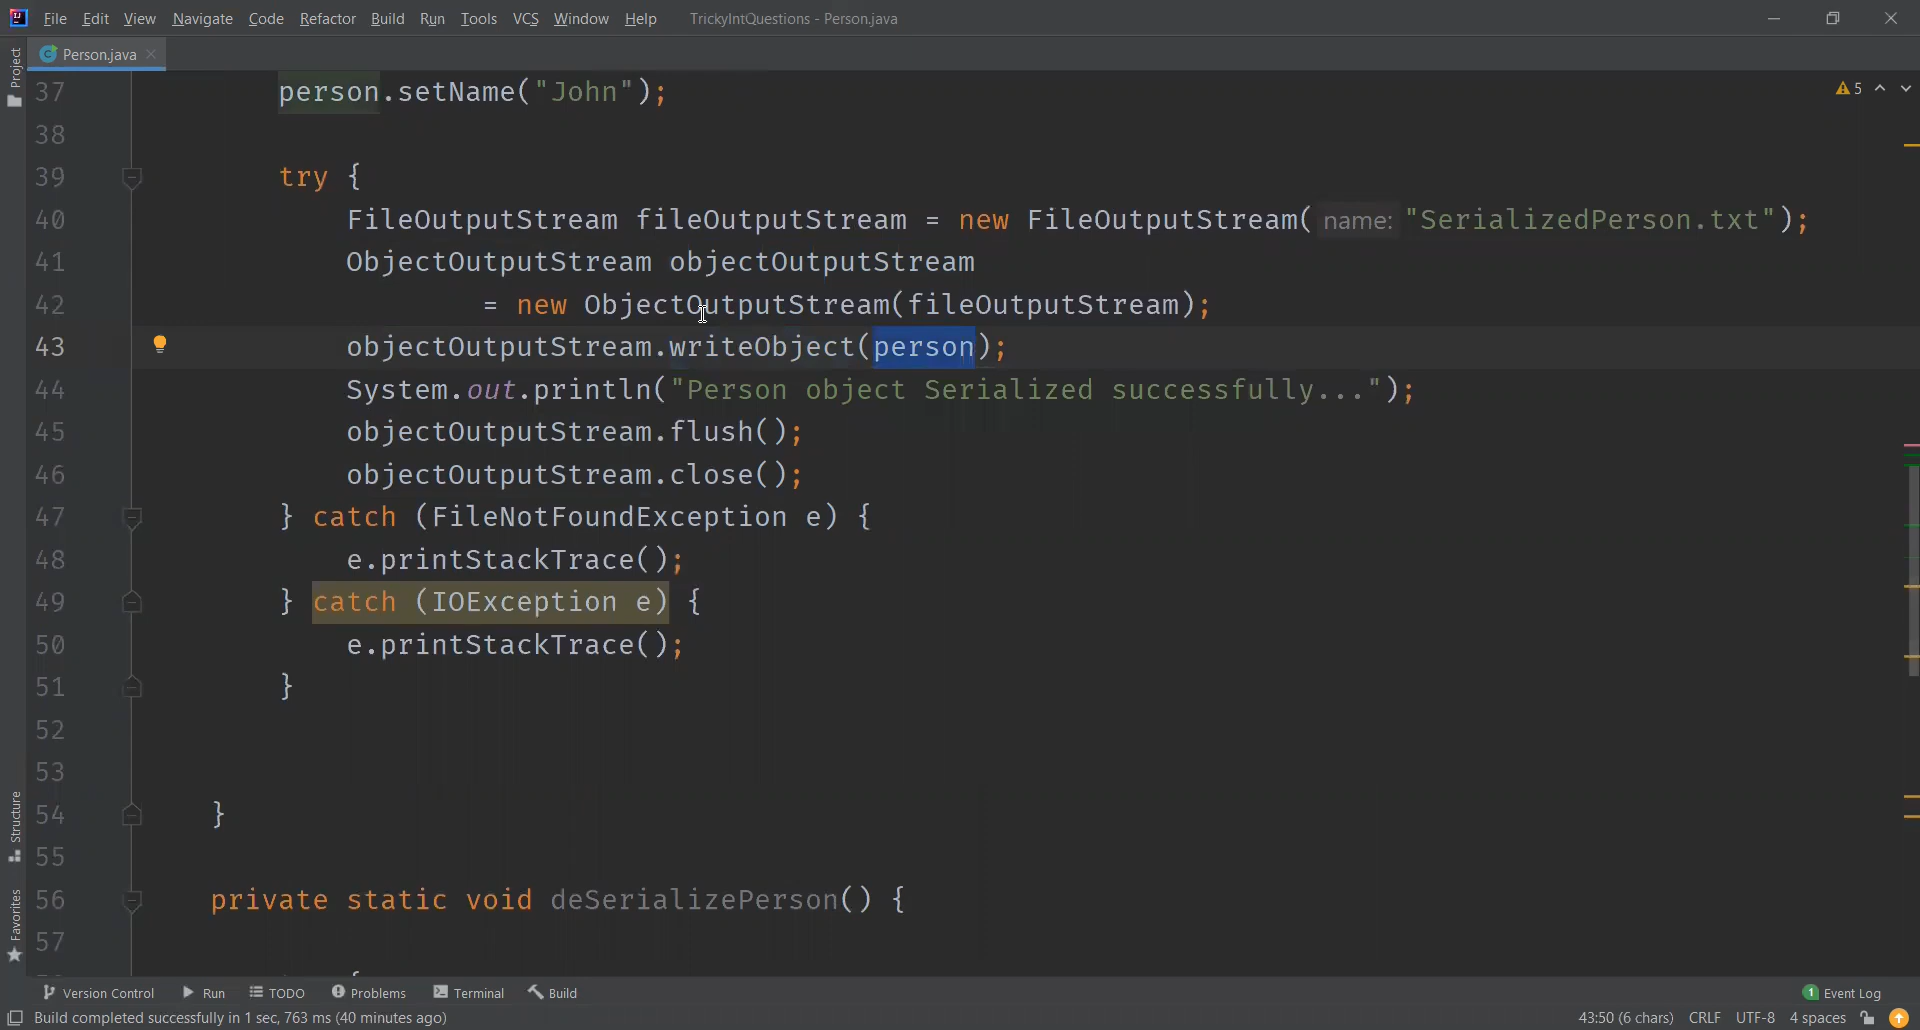 File Edit View Navigate Code Refactor Build Run Tools VCS Window Help TrickyIntQuestions - Person.java
Project
Person.java
5
37 person.setName("John");
38
39 try {
40 FileOutputStream fileOutputStream = new FileOutputStream( name: "SerializedPerson.txt");
41 ObjectOutputStream objectOutputStream
42 = new ObjectOutputStream(fileOutputStream);
43 objectOutputStream.writeObject(person);
44 System.out.println("Person object Serialized successfully...");
45 objectOutputStream.flush();
46 objectOutputStream.close();
47 } catch (FileNotFoundException e) {
48 e.printStackTrace();
49 } catch (IOException e) {
50 e.printStackTrace();
51 }
52
53
54 }
55
56 private static void deSerializePerson() {
57
Structure
Favorites
Version Control Run TODO Problems Terminal Build 1 Event Log
Build completed successfully in 1 sec, 763 ms (40 minutes ago) 43:50 (6 chars) CRLF UTF-8 4 spaces